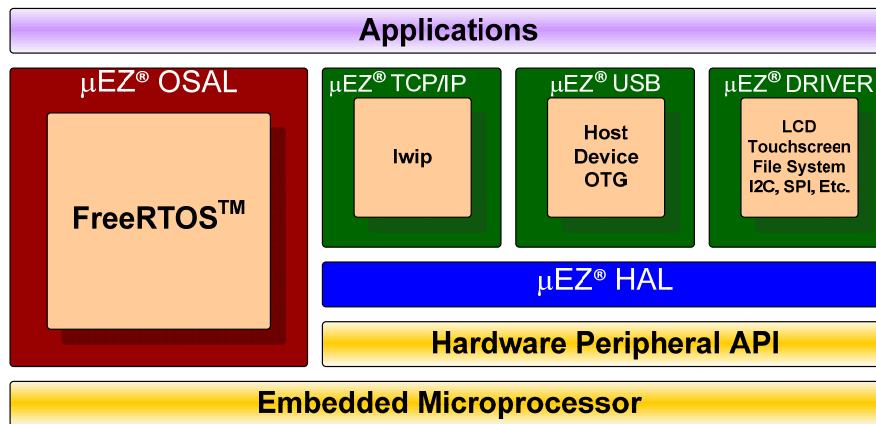 Applications
μEZ® OSAL
FreeRTOS™
μEZ® TCP/IP
lwip
μEZ® USB
Host
Device
OTG
μEZ® DRIVER
LCD
Touchscreen
File System
I2C, SPI, Etc.
μEZ® HAL
Hardware Peripheral API
Embedded Microprocessor